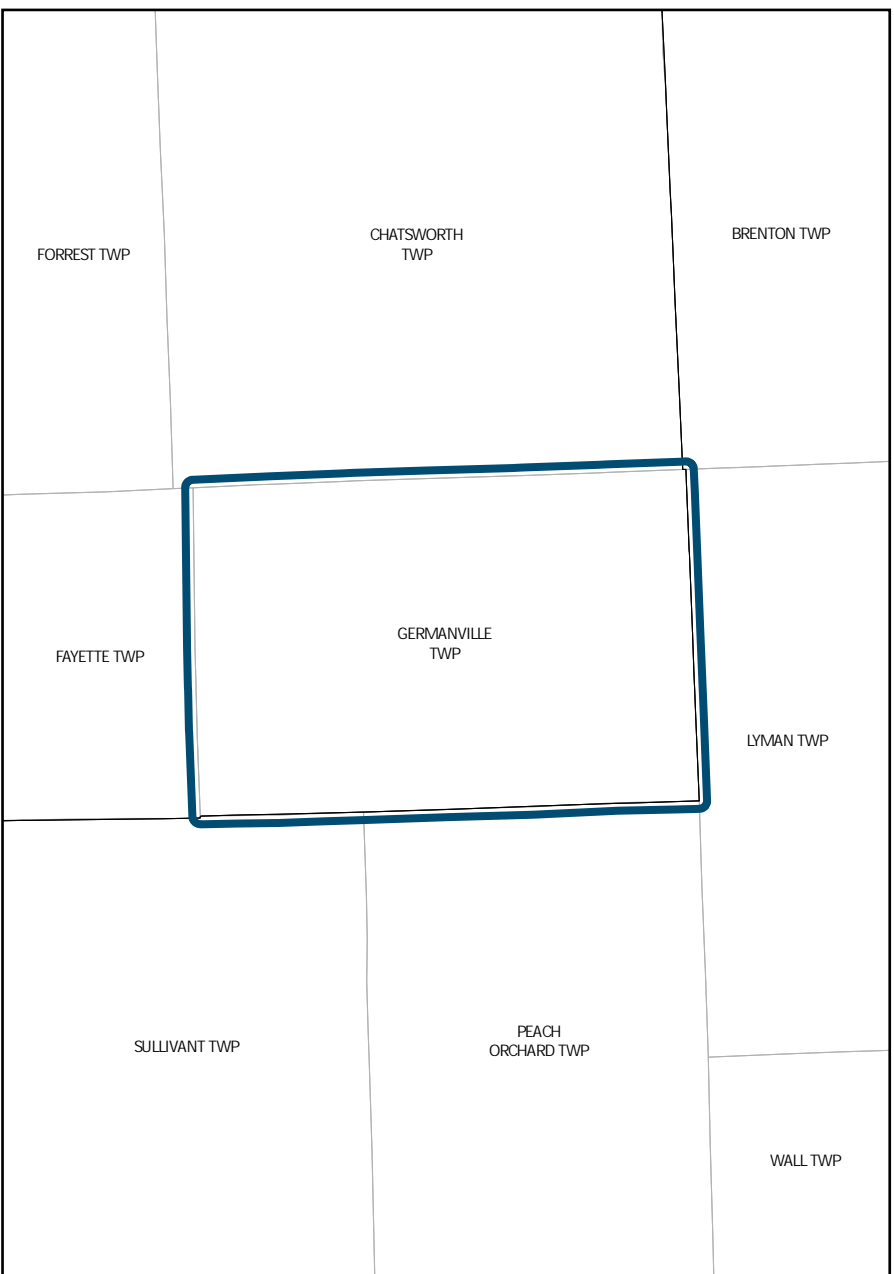 CHATSWORTH
TWP
BRENTON TWP
FORREST TWP
GERMANVILLE
TWP
FAYETTE TWP
LYMAN TWP
PEACH
ORCHARD TWP
SULLIVANT TWP
WALL TWP